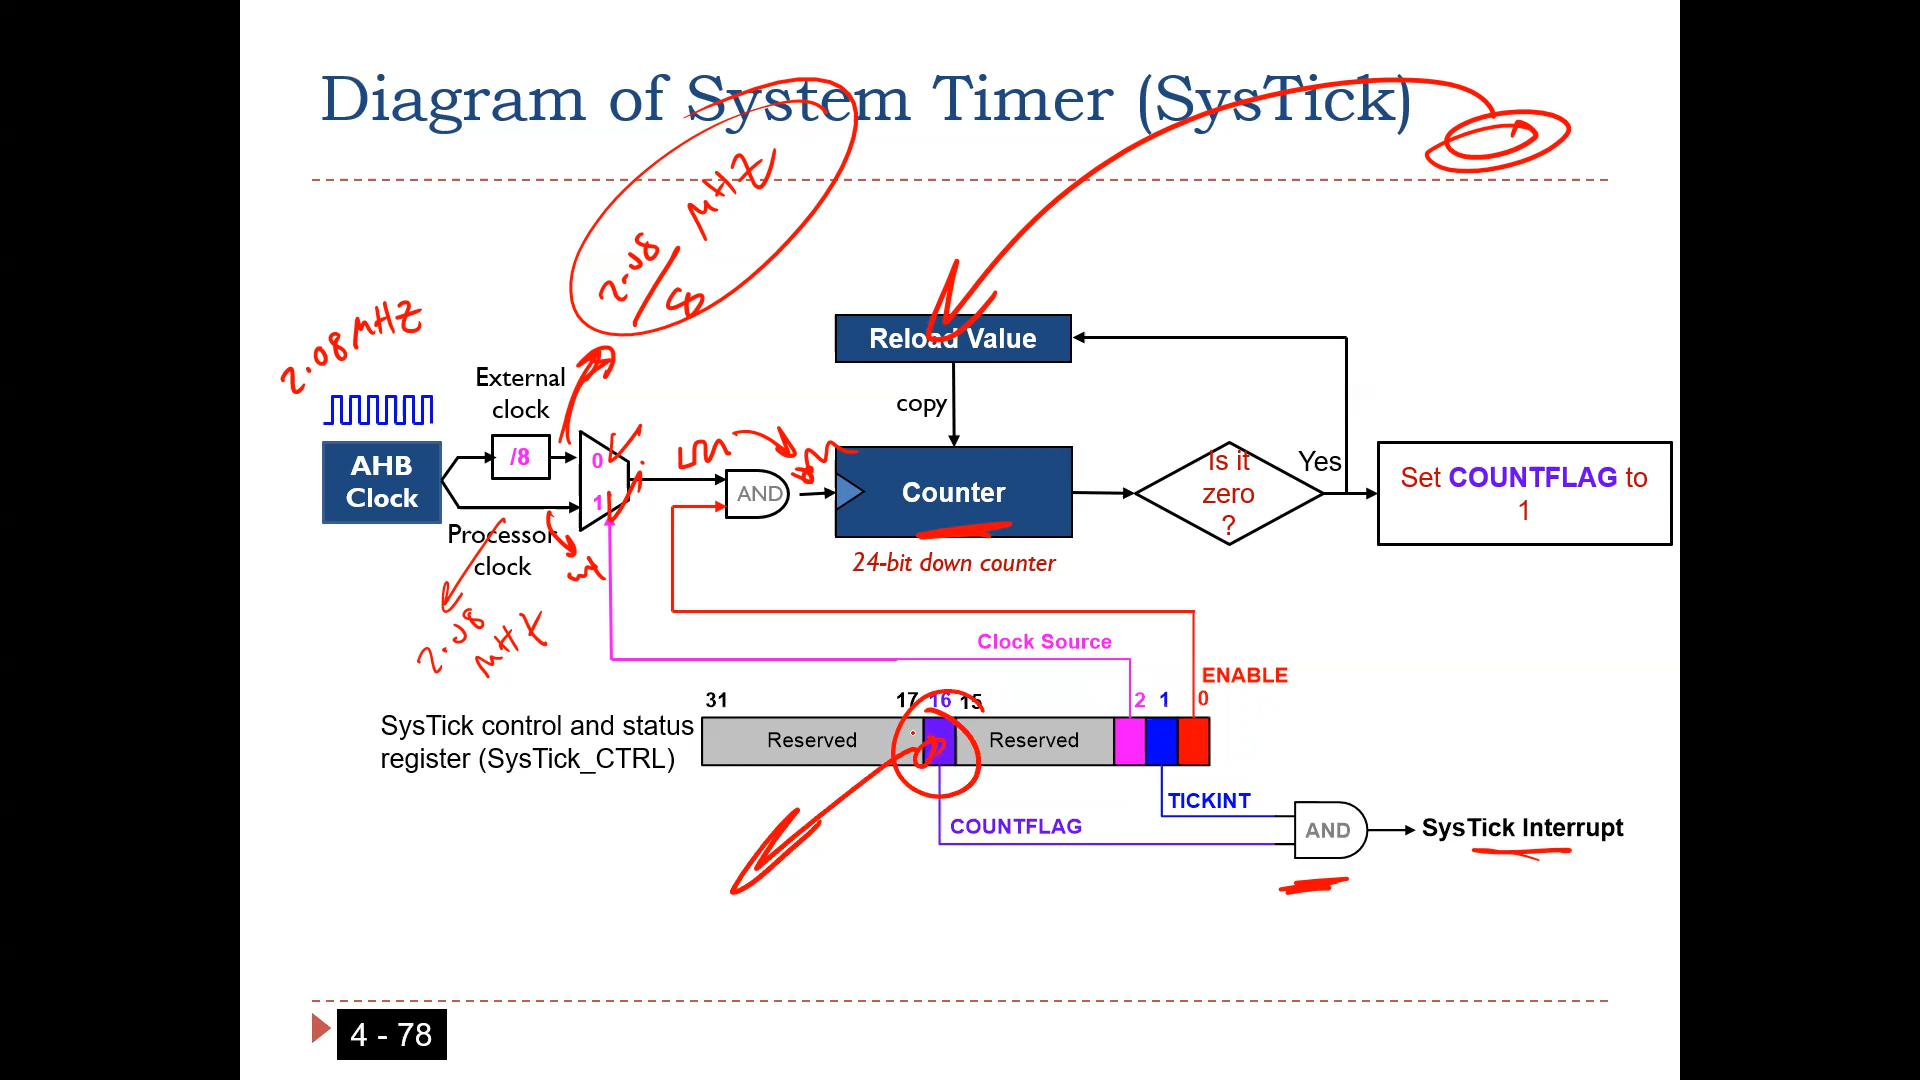 Diagram of System Timer (SysTick)
2.08 MHZ
2.08/8 MHZ
External
clock
Reload Value
copy
AHB
Clock
/8
0
1
AND
Counter
Is it
zero
?
Yes
Set COUNTFLAG to
1
Processor
clock
24-bit down counter
2.08
MHZ
Clock Source
ENABLE
31
17
16
15
2
1
0
SysTick control and status
register (SysTick_CTRL)
Reserved
Reserved
TICKINT
COUNTFLAG
AND
SysTick Interrupt
4 - 78